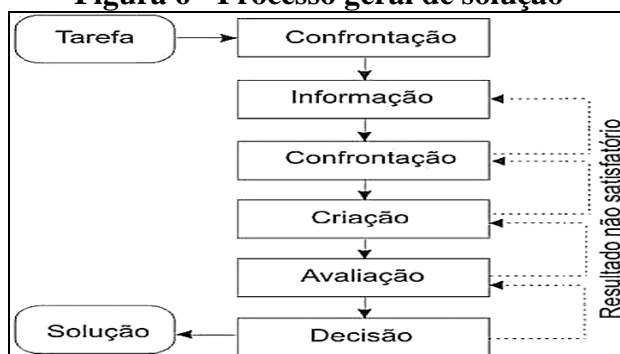 Figura 6 - Processo geral de solução
Tarefa
Confrontação
Informação
Confrontação
Criação
Avaliação
Solução
Decisão
Resultado não satisfatório